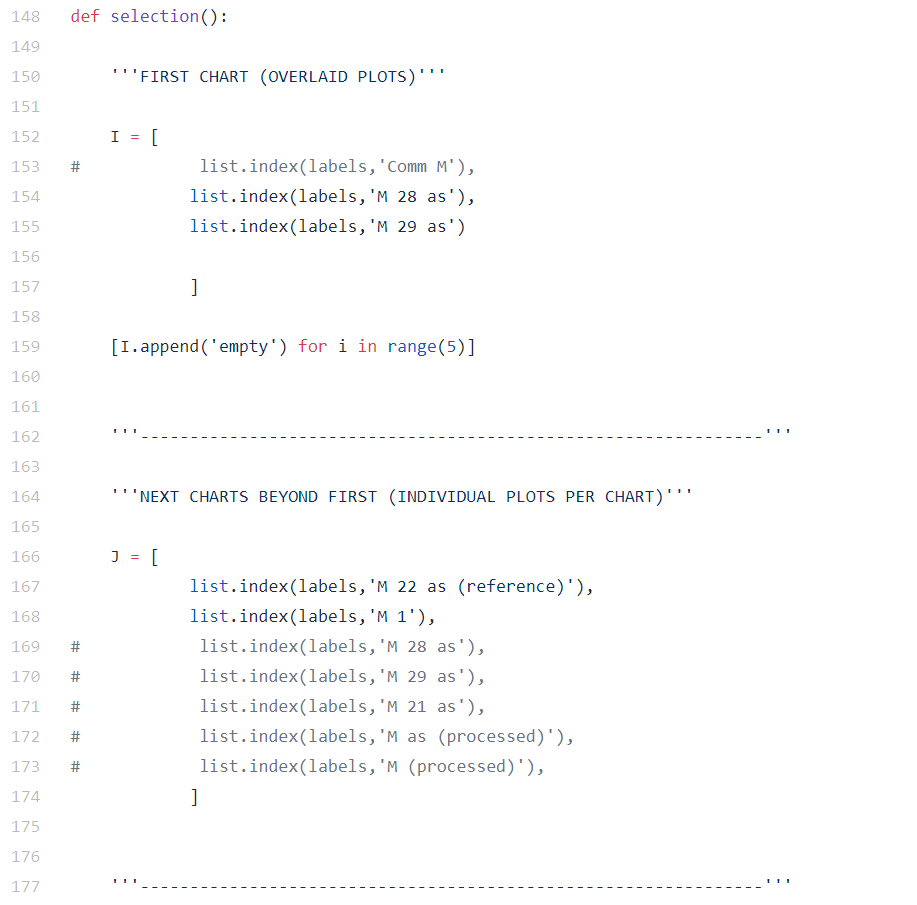 148 def selection():
149
150     '''FIRST CHART (OVERLAID PLOTS)'''
151
152     I = [
153 #            list.index(labels,'Comm M'),
154             list.index(labels,'M 28 as'),
155             list.index(labels,'M 29 as')
156
157             ]
158
159     [I.append('empty') for i in range(5)]
160
161
162     '''---------------------------------------------------------------'''
163
164     '''NEXT CHARTS BEYOND FIRST (INDIVIDUAL PLOTS PER CHART)'''
165
166     J = [
167             list.index(labels,'M 22 as (reference)'),
168             list.index(labels,'M 1'),
169 #            list.index(labels,'M 28 as'),
170 #            list.index(labels,'M 29 as'),
171 #            list.index(labels,'M 21 as'),
172 #            list.index(labels,'M as (processed)'),
173 #            list.index(labels,'M (processed)'),
174             ]
175
176
177     '''---------------------------------------------------------------'''